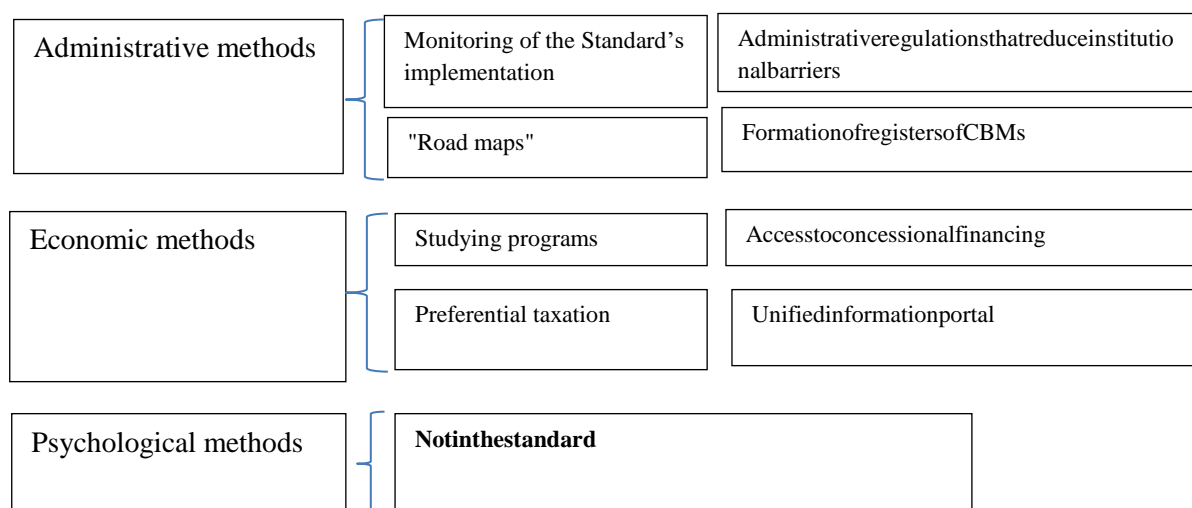 Administrative methods
Monitoring of the Standard’s
implementation
Administrativeregulationsthatreduceinstitutio
nalbarriers
"Road maps"
FormationofregistersofCBMs
Economic methods
Studying programs
Accesstoconcessionalfinancing
Preferential taxation
Unifiedinformationportal
Psychological methods
Notinthestandard